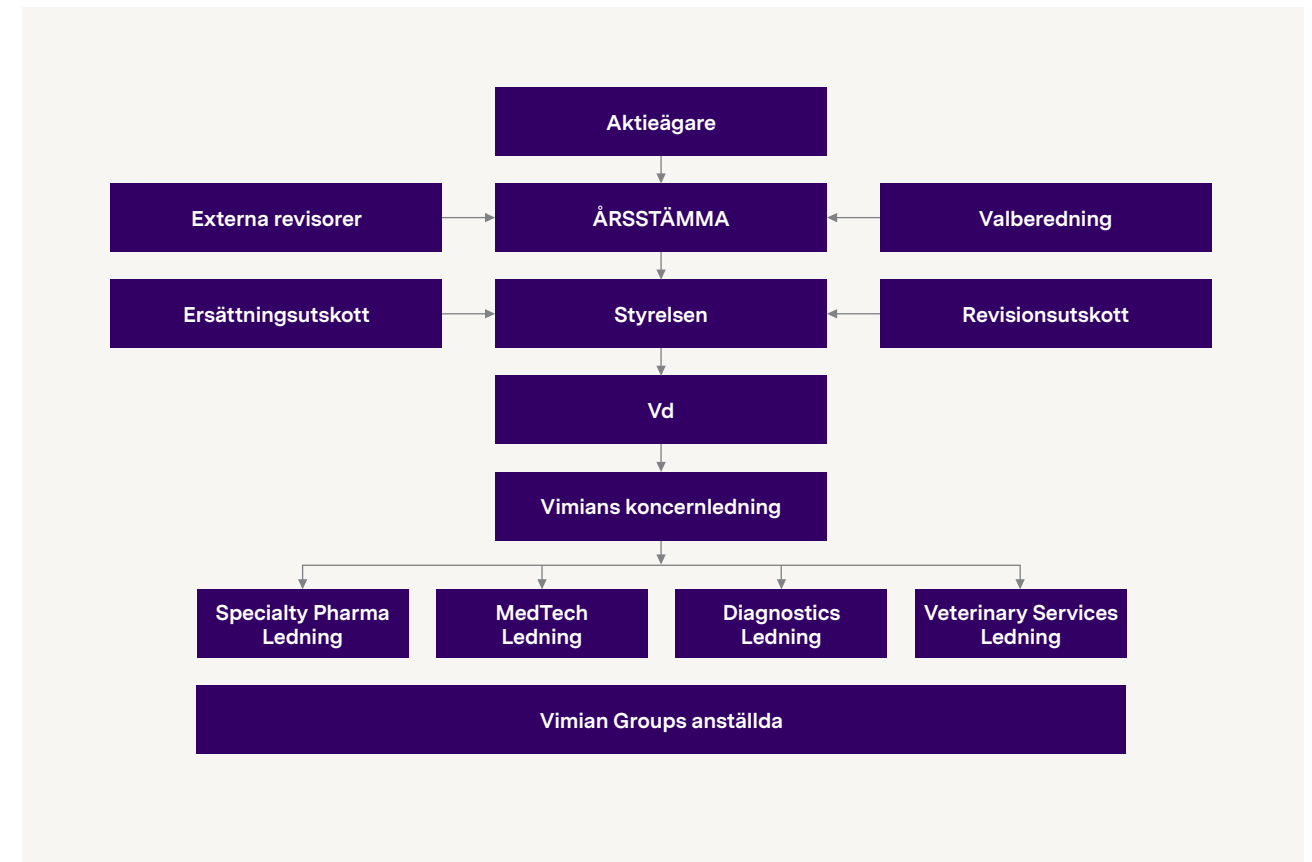 Aktieägare
Externa revisorer
ÅRSSTÄMMA
Valberedning
Ersättningsutskott
Styrelsen
Revisionsutskott
Vd
Vimians koncernledning
Specialty Pharma
Ledning
MedTech
Ledning
Diagnostics
Ledning
Veterinary Services
Ledning
Vimian Groups anställda